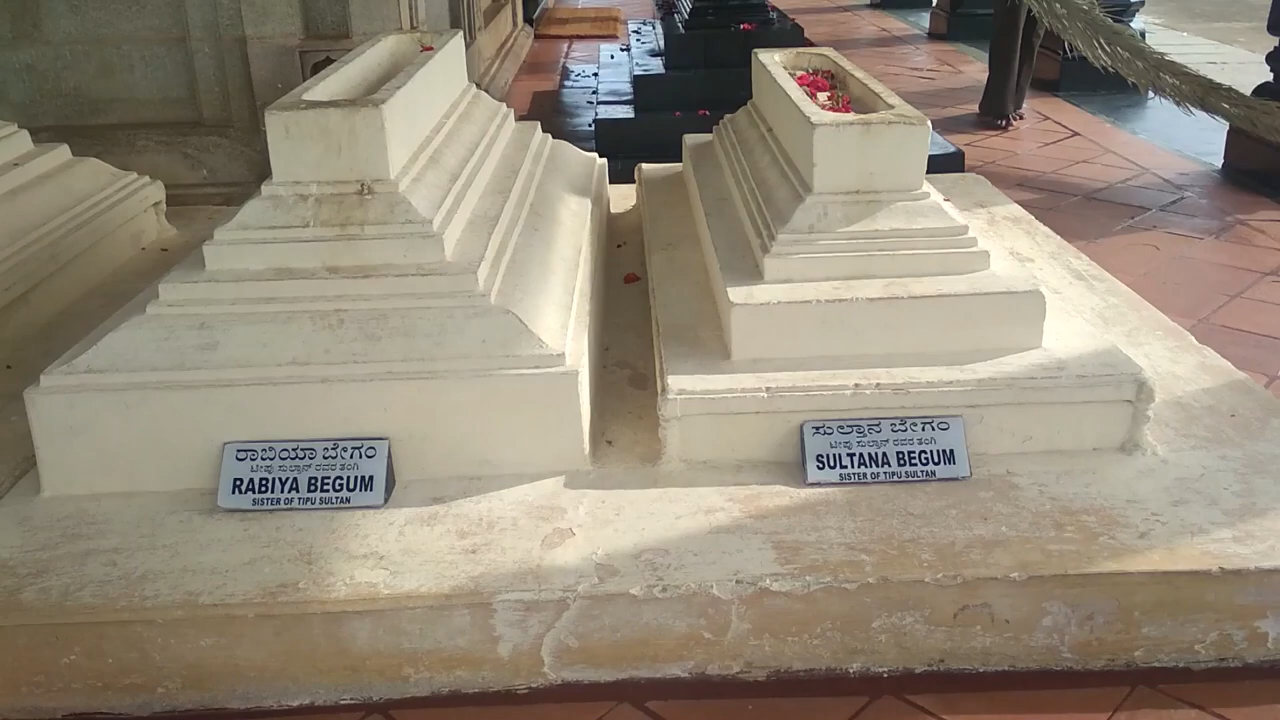 ರಾಬಿಯಾ ಬೇಗಂ
ಟೀಪು ಸುಲ್ತಾನ್ ರವರ ತಂಗಿ
RABIYA BEGUM
SISTER OF TIPU SULTAN
ಸುಲ್ತಾನ ಬೇಗಂ
ಟೀಪು ಸುಲ್ತಾನ್ ರವರ ತಂಗಿ
SULTANA BEGUM
SISTER OF TIPU SULTAN